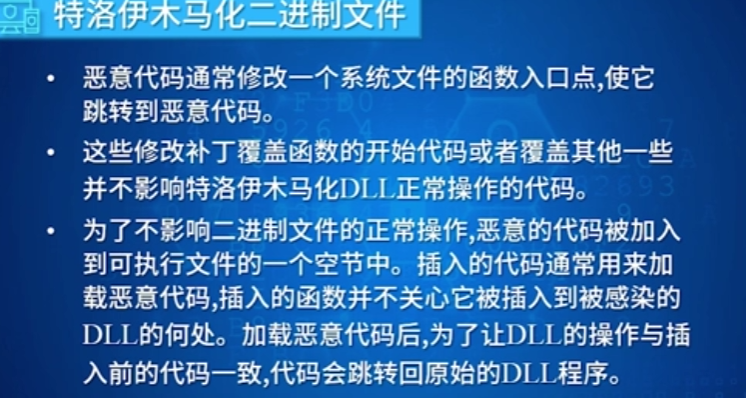 特洛伊木马化二进制文件
• 恶意代码通常修改一个系统文件的函数入口点,使它
跳转到恶意代码。
• 这些修改补丁覆盖函数的开始代码或者覆盖其他一些
并不影响特洛伊木马化DLL正常操作的代码。
• 为了不影响二进制文件的正常操作,恶意的代码被加入
到可执行文件的一个空节中。插入的代码通常用来加
载恶意代码,插入的函数并不关心它被插入到被感染的
DLL的何处。加载恶意代码后,为了让DLL的操作与插
入前的代码一致,代码会跳转回原始的DLL程序。